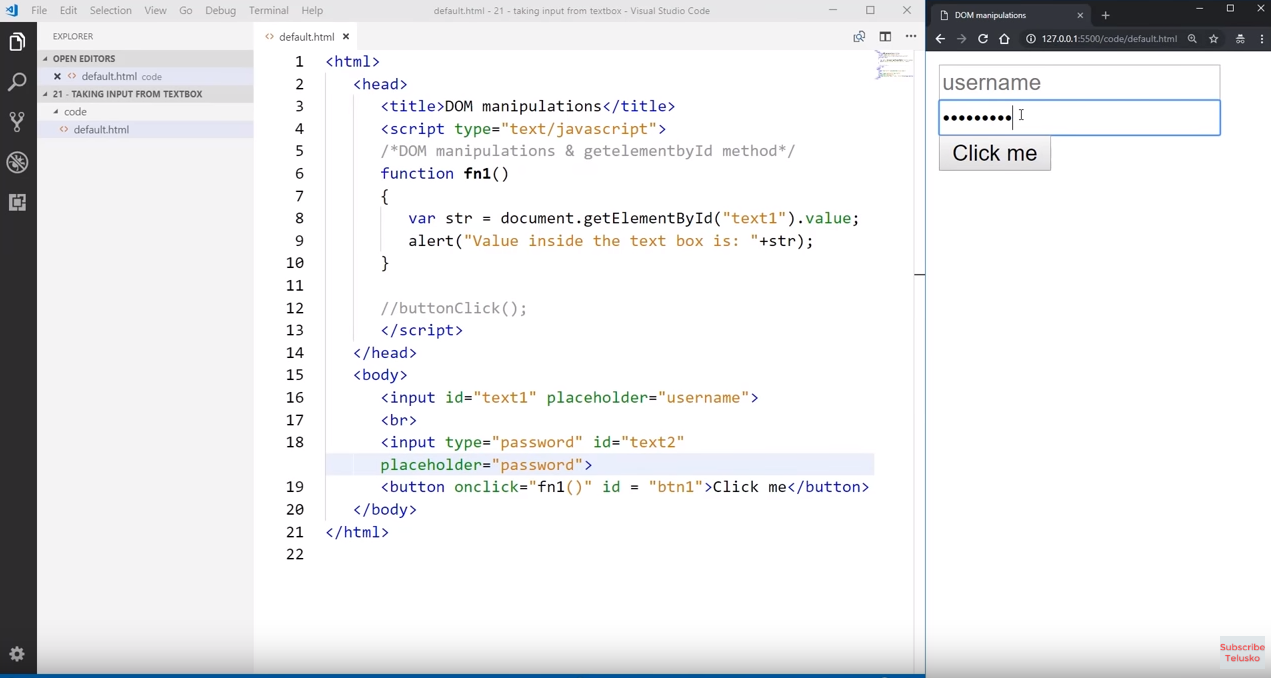 File Edit Selection View Go Debug Terminal Help
default.html - 21 - taking input from textbox - Visual Studio Code
EXPLORER
OPEN EDITORS
default.html code
21 - TAKING INPUT FROM TEXTBOX
code
default.html
default.html
1 <html>
2 <head>
3 <title>DOM manipulations</title>
4 <script type="text/javascript">
5 /*DOM manipulations & getelementbyId method*/
6 function fn1()
7 {
8 var str = document.getElementById("text1").value;
9 alert("Value inside the text box is: "+str);
10 }
11
12 //buttonClick();
13 </script>
14 </head>
15 <body>
16 <input id="text1" placeholder="username">
17 <br>
18 <input type="password" id="text2"
placeholder="password">
19 <button onclick="fn1()" id = "btn1">Click me</button>
20 </body>
21 </html>
22
DOM manipulations
127.0.0.1:5500/code/default.html
username
•••••••••
Click me
Subscribe
Telusko